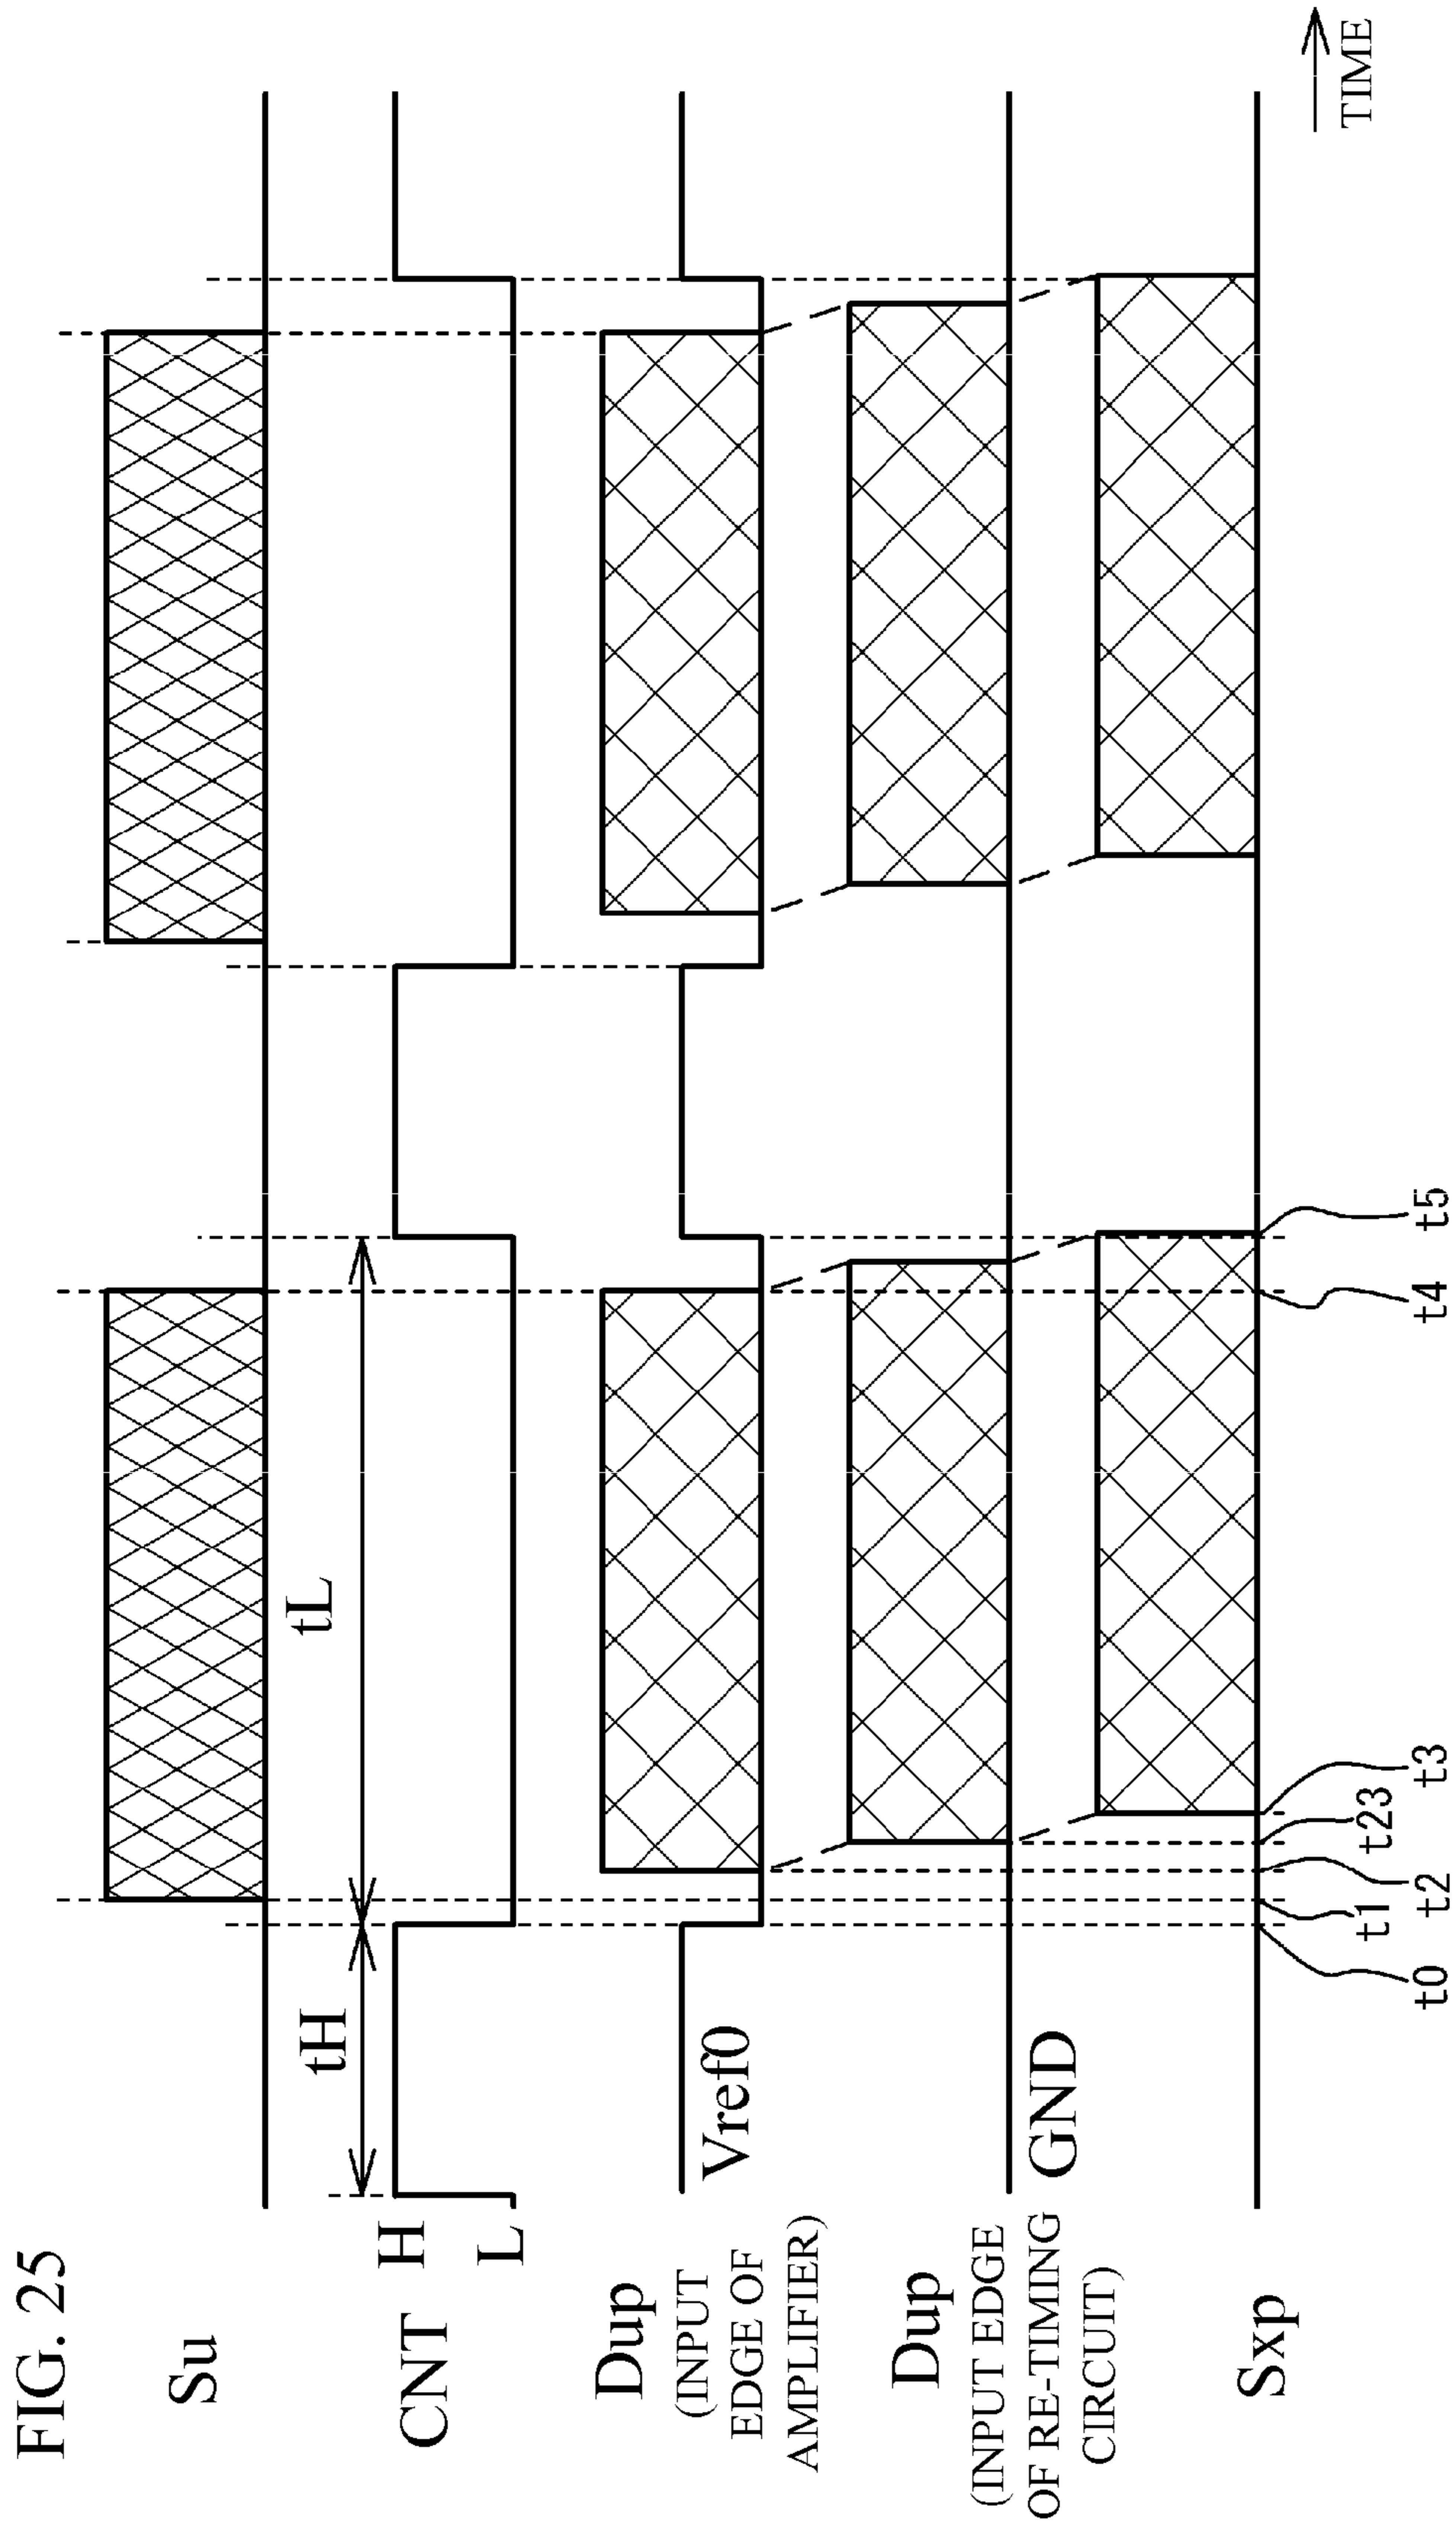 FIG. 25
Su
tH
tL
CNT
H
L
Dup
(INPUT
EDGE OF
AMPLIFIER)
Vref0
Dup
(INPUT EDGE
OF RE-TIMING
CIRCUIT)
GND
Sxp
t0
t1
t2
t23
t3
t4
t5
TIME